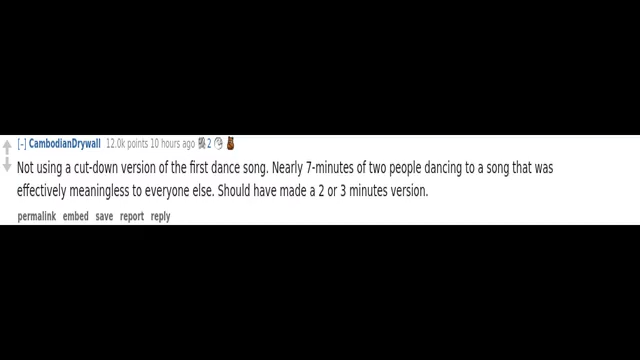 [-] CambodianDrywall 12.0k points 10 hours ago 2
Not using a cut-down version of the first dance song. Nearly 7-minutes of two people dancing to a song that was
effectively meaningless to everyone else. Should have made a 2 or 3 minutes version.
permalink embed save report reply